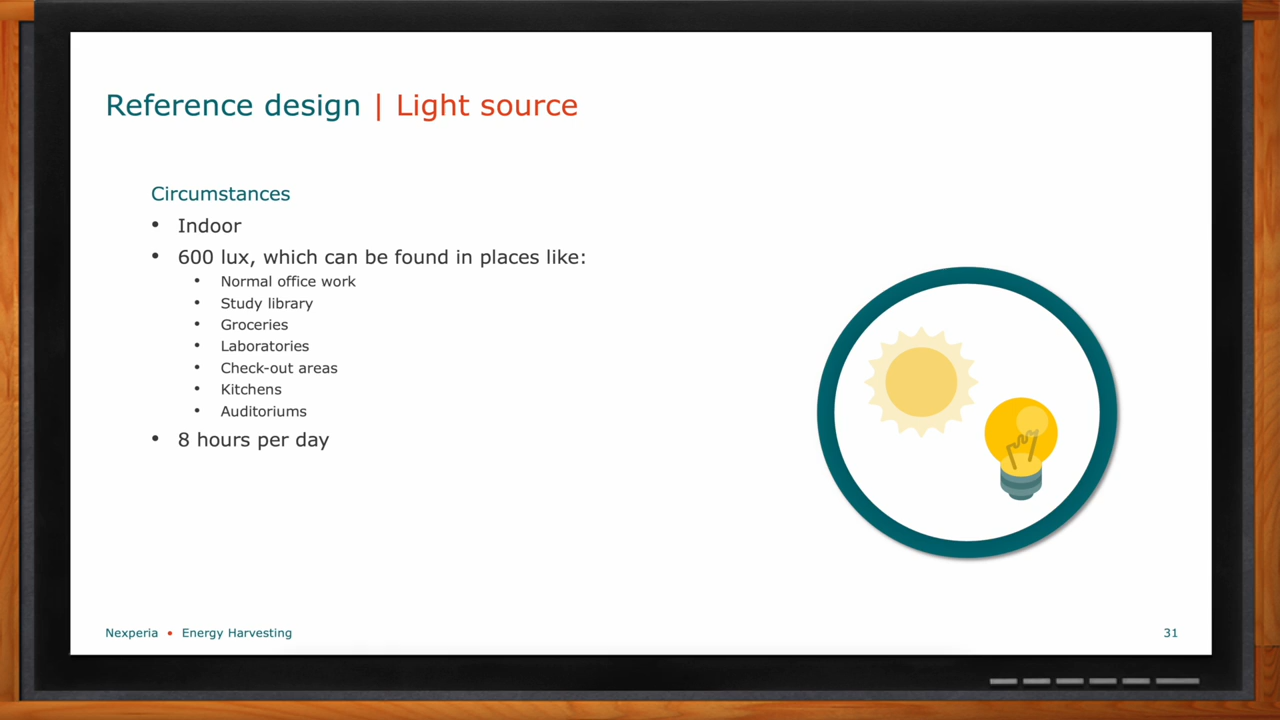 Reference design | Light source
Circumstances
• Indoor
• 600 lux, which can be found in places like:
• Normal office work
• Study library
• Groceries
• Laboratories
• Check-out areas
• Kitchens
• Auditoriums
• 8 hours per day
Nexperia • Energy Harvesting
31